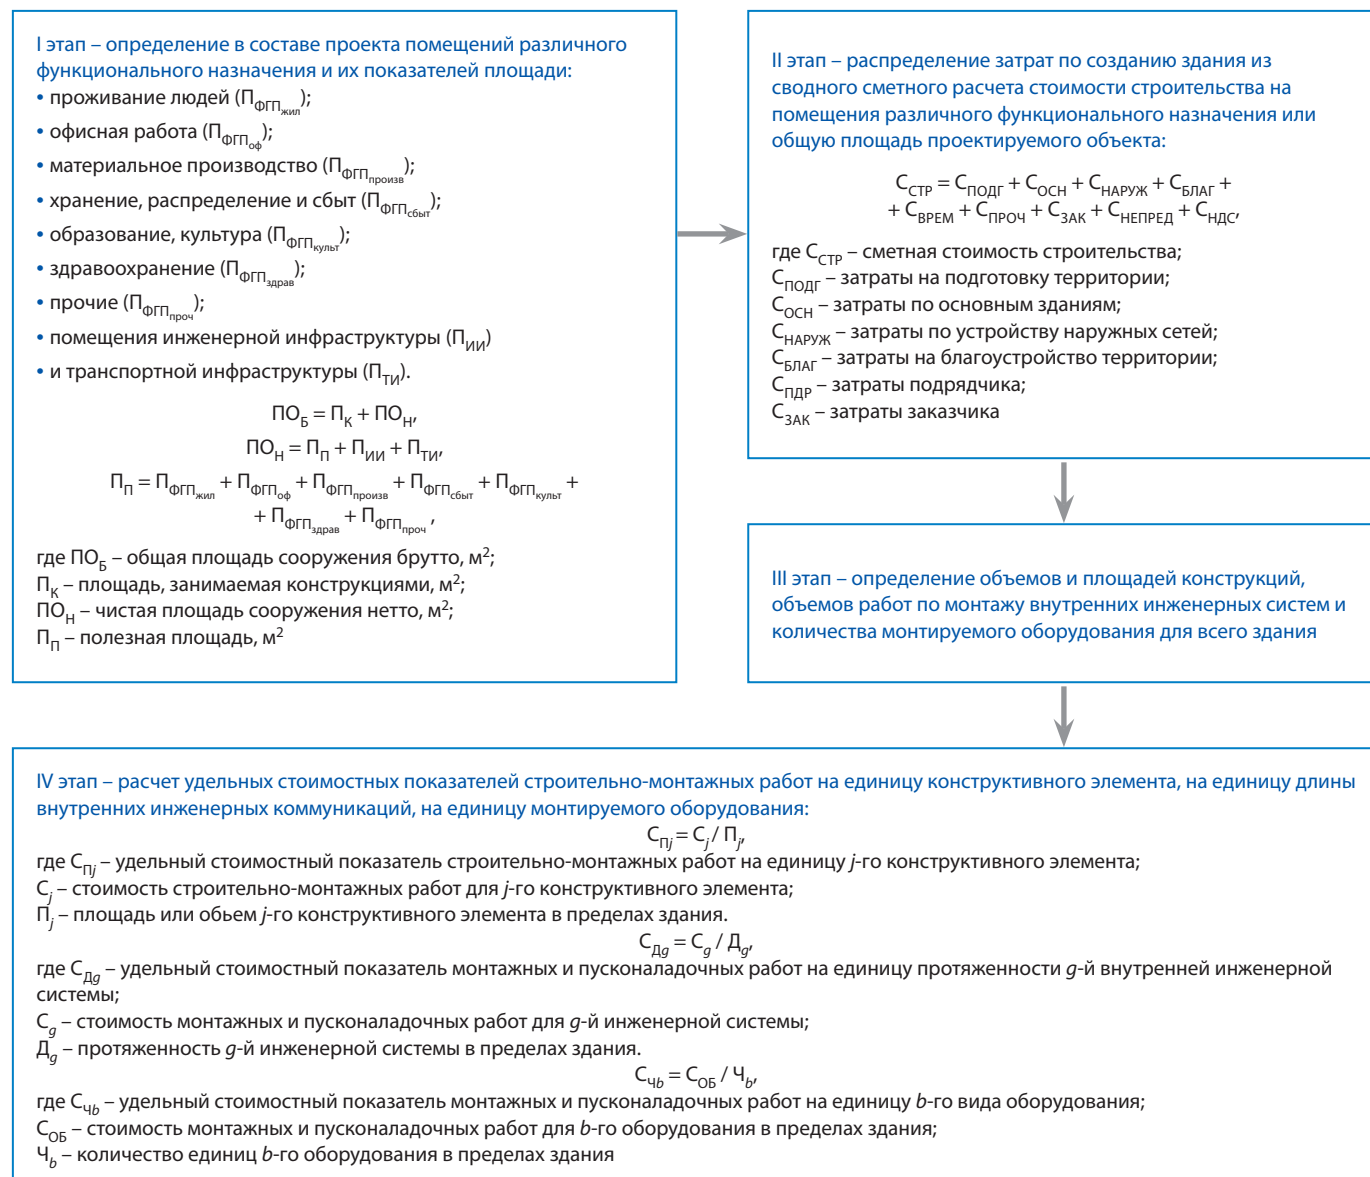 I этап – определение в составе проекта помещений различного
функционального назначения и их показателей площади:
• проживание людей (П_ФГП_жил);
• офисная работа (П_ФГП_оф);
• материальное производство (П_ФГП_произв);
• хранение, распределение и сбыт (П_ФГП_сбыт);
• образование, культура (П_ФГП_культ);
• здравоохранение (П_ФГП_здрав);
• прочие (П_ФГП_проч);
• помещения инженерной инфраструктуры (П_ИИ)
• и транспортной инфраструктуры (П_ТИ).
ПО_Б = П_К + ПО_Н,
ПО_Н = П_П + П_ИИ + П_ТИ,
П_П = П_ФГП_жил + П_ФГП_оф + П_ФГП_произв + П_ФГП_сбыт + П_ФГП_культ +
+ П_ФГП_здрав + П_ФГП_проч ,
где ПО_Б – общая площадь сооружения брутто, м²;
П_К – площадь, занимаемая конструкциями, м²;
ПО_Н – чистая площадь сооружения нетто, м²;
П_П – полезная площадь, м²
II этап – распределение затрат по созданию здания из
сводного сметного расчета стоимости строительства на
помещения различного функционального назначения или
общую площадь проектируемого объекта:
С_СТР = С_ПОДГ + С_ОСН + С_НАРУЖ + С_БЛАГ +
+ С_ВРЕМ + С_ПРОЧ + С_ЗАК + С_НЕПРЕД + С_НДС,
где С_СТР – сметная стоимость строительства;
С_ПОДГ – затраты на подготовку территории;
С_ОСН – затраты по основным зданиям;
С_НАРУЖ – затраты по устройству наружных сетей;
С_БЛАГ – затраты на благоустройство территории;
С_ПДР – затраты подрядчика;
С_ЗАК – затраты заказчика
III этап – определение объемов и площадей конструкций,
объемов работ по монтажу внутренних инженерных систем и
количества монтируемого оборудования для всего здания
IV этап – расчет удельных стоимостных показателей строительно-монтажных работ на единицу конструктивного элемента, на единицу длины
внутренних инженерных коммуникаций, на единицу монтируемого оборудования:
С_Пj = С_j / П_j,
где С_Пj – удельный стоимостный показатель строительно-монтажных работ на единицу j-го конструктивного элемента;
С_j – стоимость строительно-монтажных работ для j-го конструктивного элемента;
П_j – площадь или обьем j-го конструктивного элемента в пределах здания.
С_Дg = С_g / Д_g,
где С_Дg – удельный стоимостный показатель монтажных и пусконаладочных работ на единицу протяженности g-й внутренней инженерной
системы;
С_g – стоимость монтажных и пусконаладочных работ для g-й инженерной системы;
Д_g – протяженность g-й инженерной системы в пределах здания.
С_Чb = С_ОБ / Ч_b,
где С_Чb – удельный стоимостный показатель монтажных и пусконаладочных работ на единицу b-го вида оборудования;
С_ОБ – стоимость монтажных и пусконаладочных работ для b-го оборудования в пределах здания;
Ч_b – количество единиц b-го оборудования в пределах здания